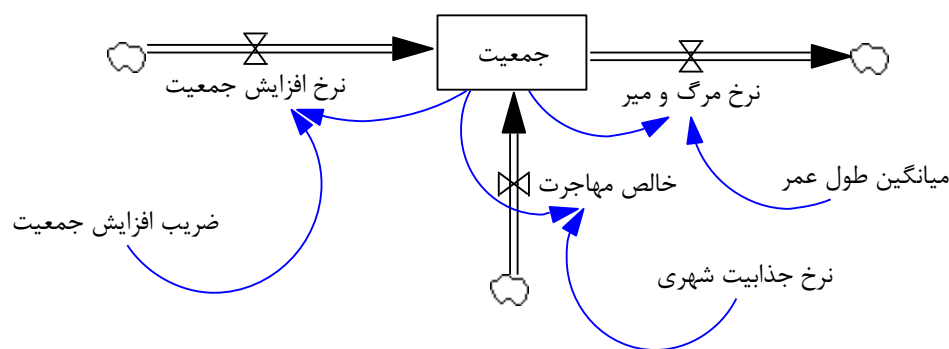 جمعیت
نرخ افزایش جمعیت
نرخ مرگ و میر
خالص مهاجرت
میانگین طول عمر
ضریب افزایش جمعیت
نرخ جذابیت شهری